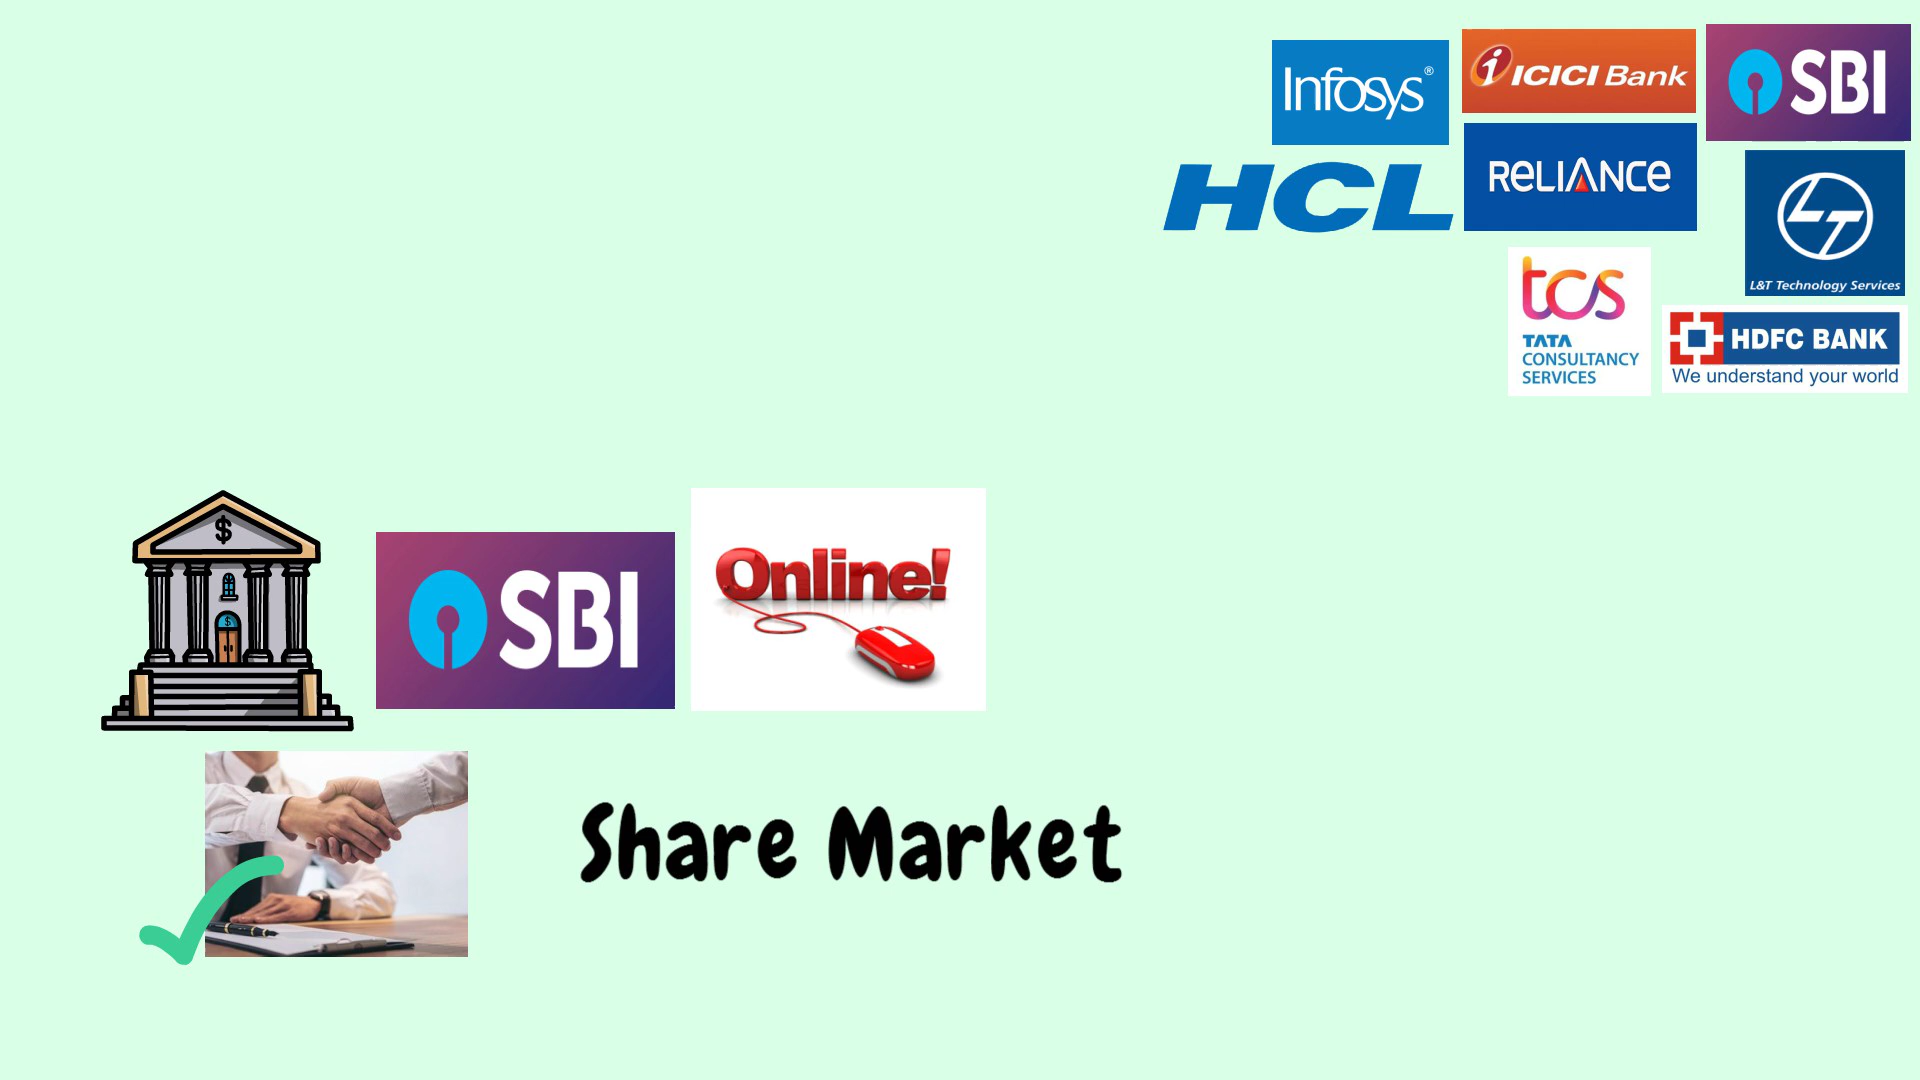 Infosys®
ICICI Bank
SBI
HCL
RELIANCE
LT
L&T Technology Services
tcs
TATA
CONSULTANCY
SERVICES
HDFC BANK
We understand your world
$
$
SBI
Online!
Share Market